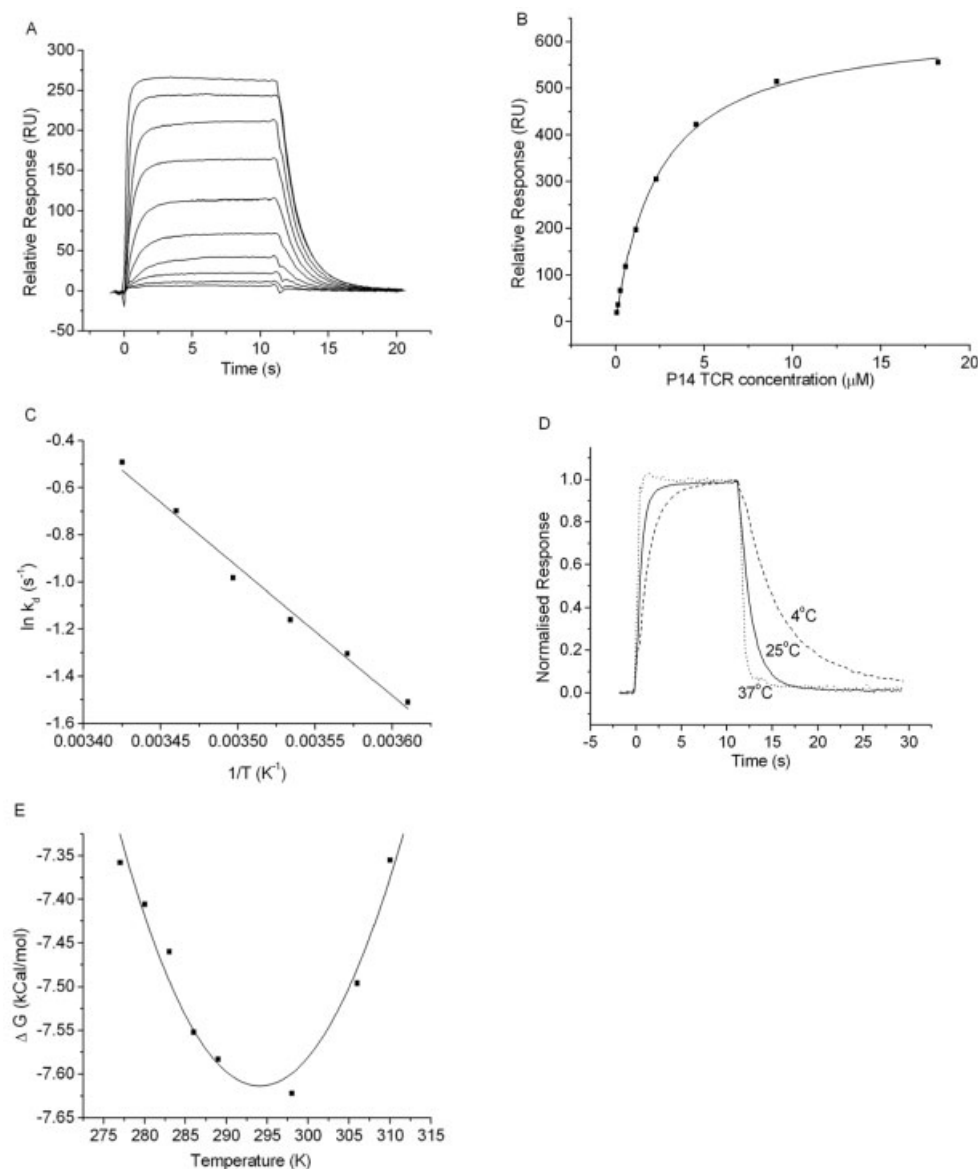 A
300
250
200
150
100
50
0
-50
Relative Response (RU)
0 5 10 15 20
Time (s)
B
600
500
400
300
200
100
0
Relative Response (RU)
0 5 10 15 20
P14 TCR concentration (μM)
C
-0.4
-0.6
-0.8
-1.0
-1.2
-1.4
-1.6
ln k_d (s⁻¹)
0.00340 0.00345 0.00350 0.00355 0.00360
1/T (K⁻¹)
D
1.0
0.8
0.6
0.4
0.2
0.0
Normalised Response
4°C
25°C
37°C
-5 0 5 10 15 20 25 30
Time (s)
E
-7.35
-7.40
-7.45
-7.50
-7.55
-7.60
-7.65
Δ G (kCal/mol)
275 280 285 290 295 300 305 310 315
Temperature (K)